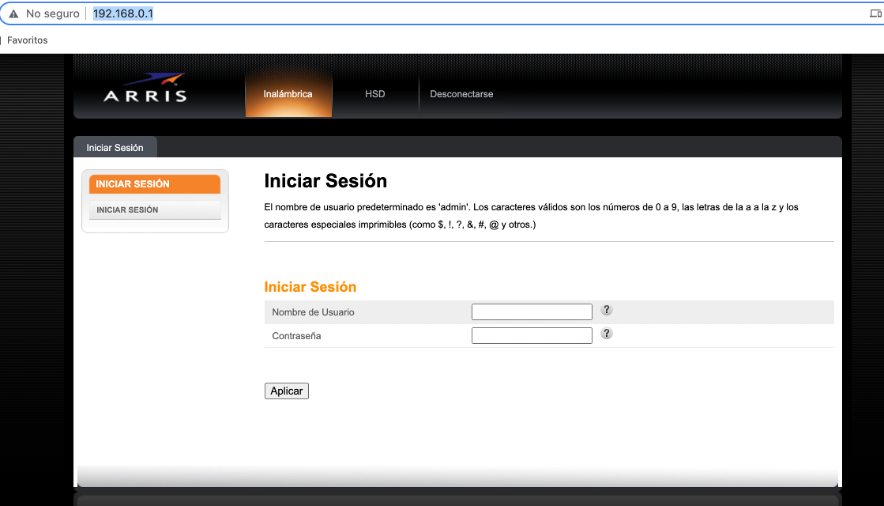 No seguro
192.168.0.1
Favoritos
ARRIS
Inalámbrica
HSD
Desconectarse
Iniciar Sesión
INICIAR SESIÓN
INICIAR SESIÓN
Iniciar Sesión
El nombre de usuario predeterminado es 'admin'. Los caracteres válidos son los números de 0 a 9, las letras de la a a la z y los
caracteres especiales imprimibles (como $, !, ?, &, #, @ y otros.)
Iniciar Sesión
Nombre de Usuario
?
Contraseña
?
Aplicar